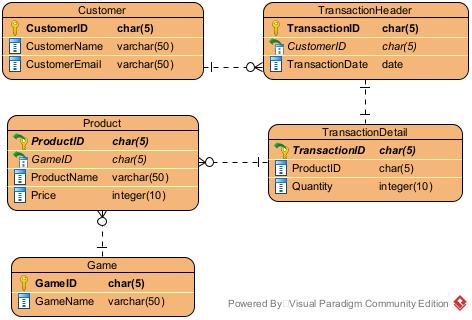 Customer
CustomerID char(5)
CustomerName varchar(50)
CustomerEmail varchar(50)
TransactionHeader
TransactionID char(5)
CustomerID char(5)
TransactionDate date
Product
ProductID char(5)
GameID char(5)
ProductName varchar(50)
Price integer(10)
TransactionDetail
TransactionID char(5)
ProductID char(5)
Quantity integer(10)
Game
GameID char(5)
GameName varchar(50)
Powered By Visual Paradigm Community Edition